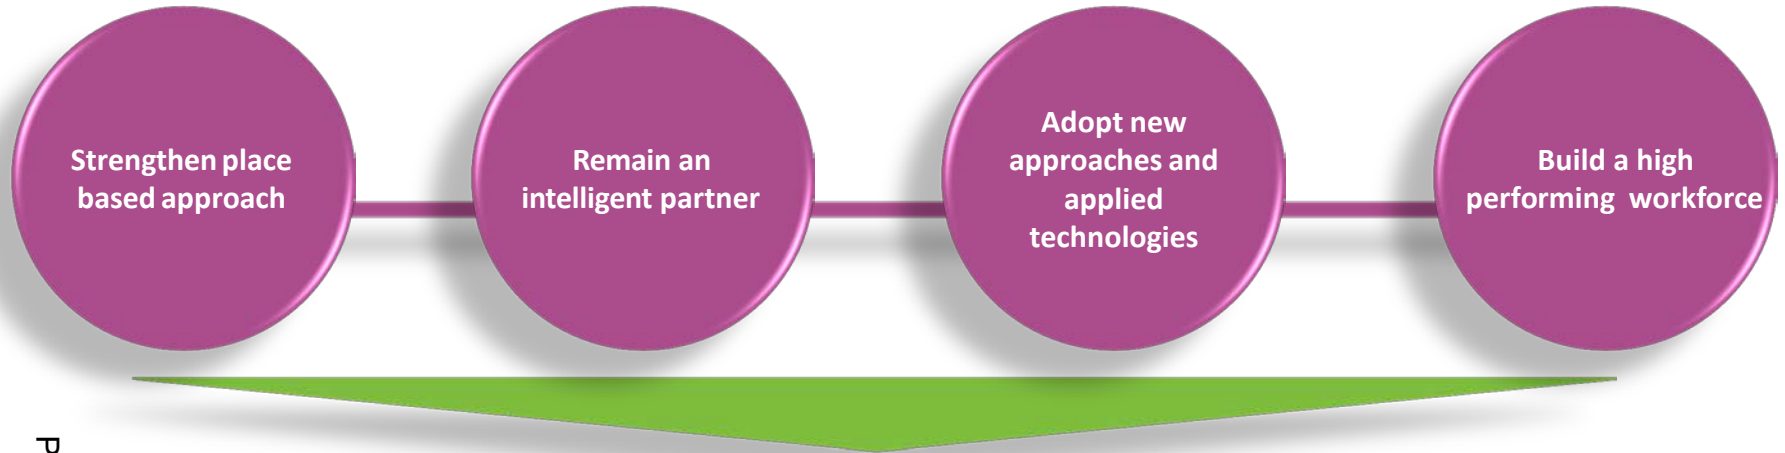 Strengthen place
based approach
Remain an
intelligent partner
Adopt new
approaches and
applied
technologies
Build a high
performing  workforce
P